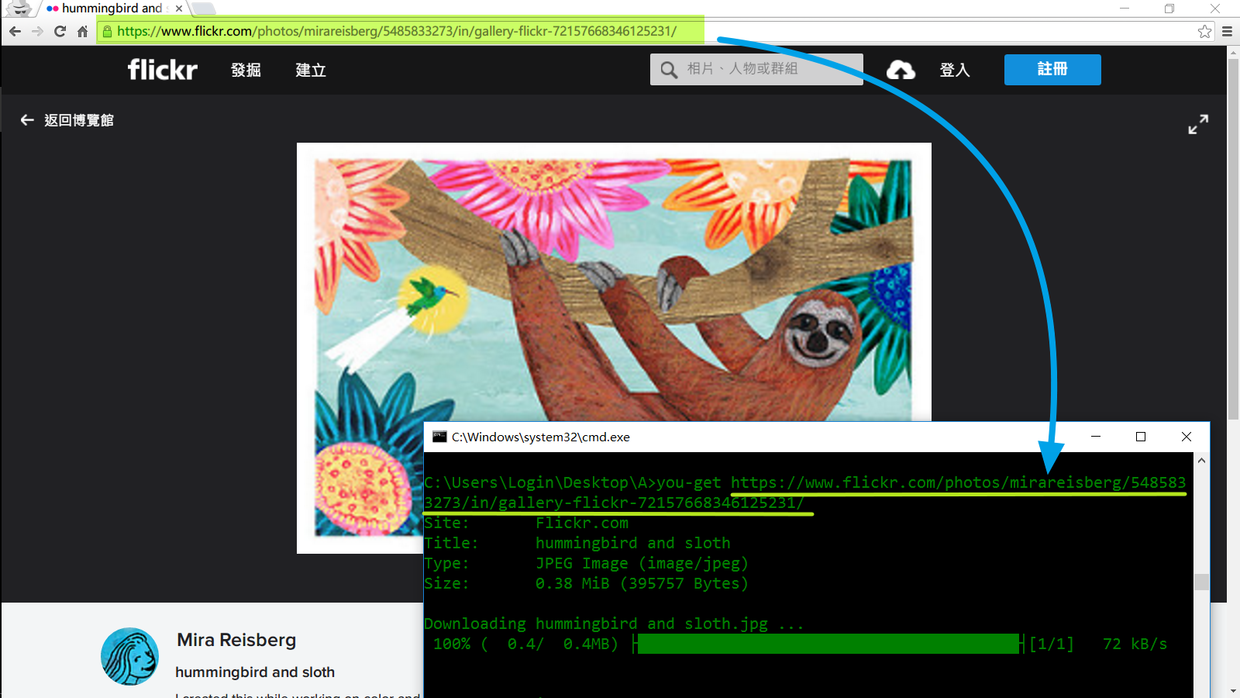 hummingbird and
https://www.flickr.com/photos/mirareisberg/5485833273/in/gallery-flickr-72157668346125231/
flickr 發掘 建立 相片、人物或群組 登入 註冊
返回博覽館
C:\Windows\system32\cmd.exe
C:\Users\Login\Desktop\A>you-get https://www.flickr.com/photos/mirareisberg/548583
3273/in/gallery-flickr-72157668346125231/
Site: Flickr.com
Title: hummingbird and sloth
Type: JPEG Image (image/jpeg)
Size: 0.38 MiB (395757 Bytes)
Downloading hummingbird and sloth.jpg ...
100% ( 0.4/ 0.4MB) ├█████████┤[1/1] 72 kB/s
Mira Reisberg
hummingbird and sloth
I created this while working on color and